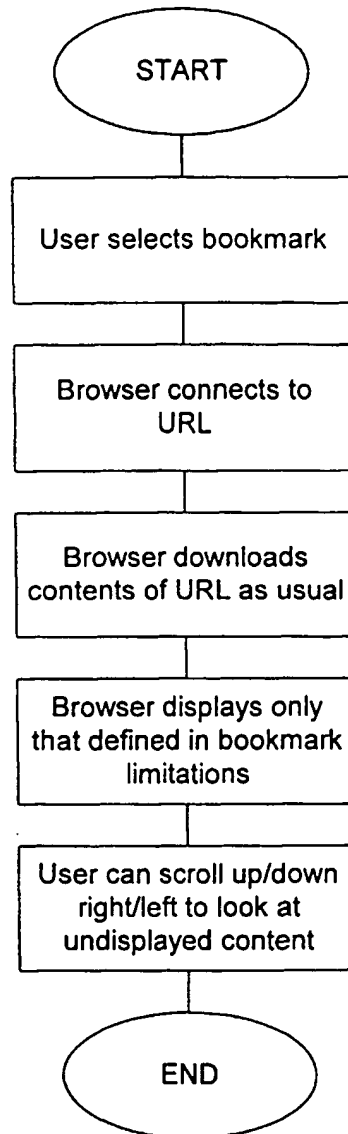 START
User selects bookmark
Browser connects to
URL
Browser downloads
contents of URL as usual
Browser displays only
that defined in bookmark
limitations
User can scroll up/down
right/left to look at
undisplayed content
END